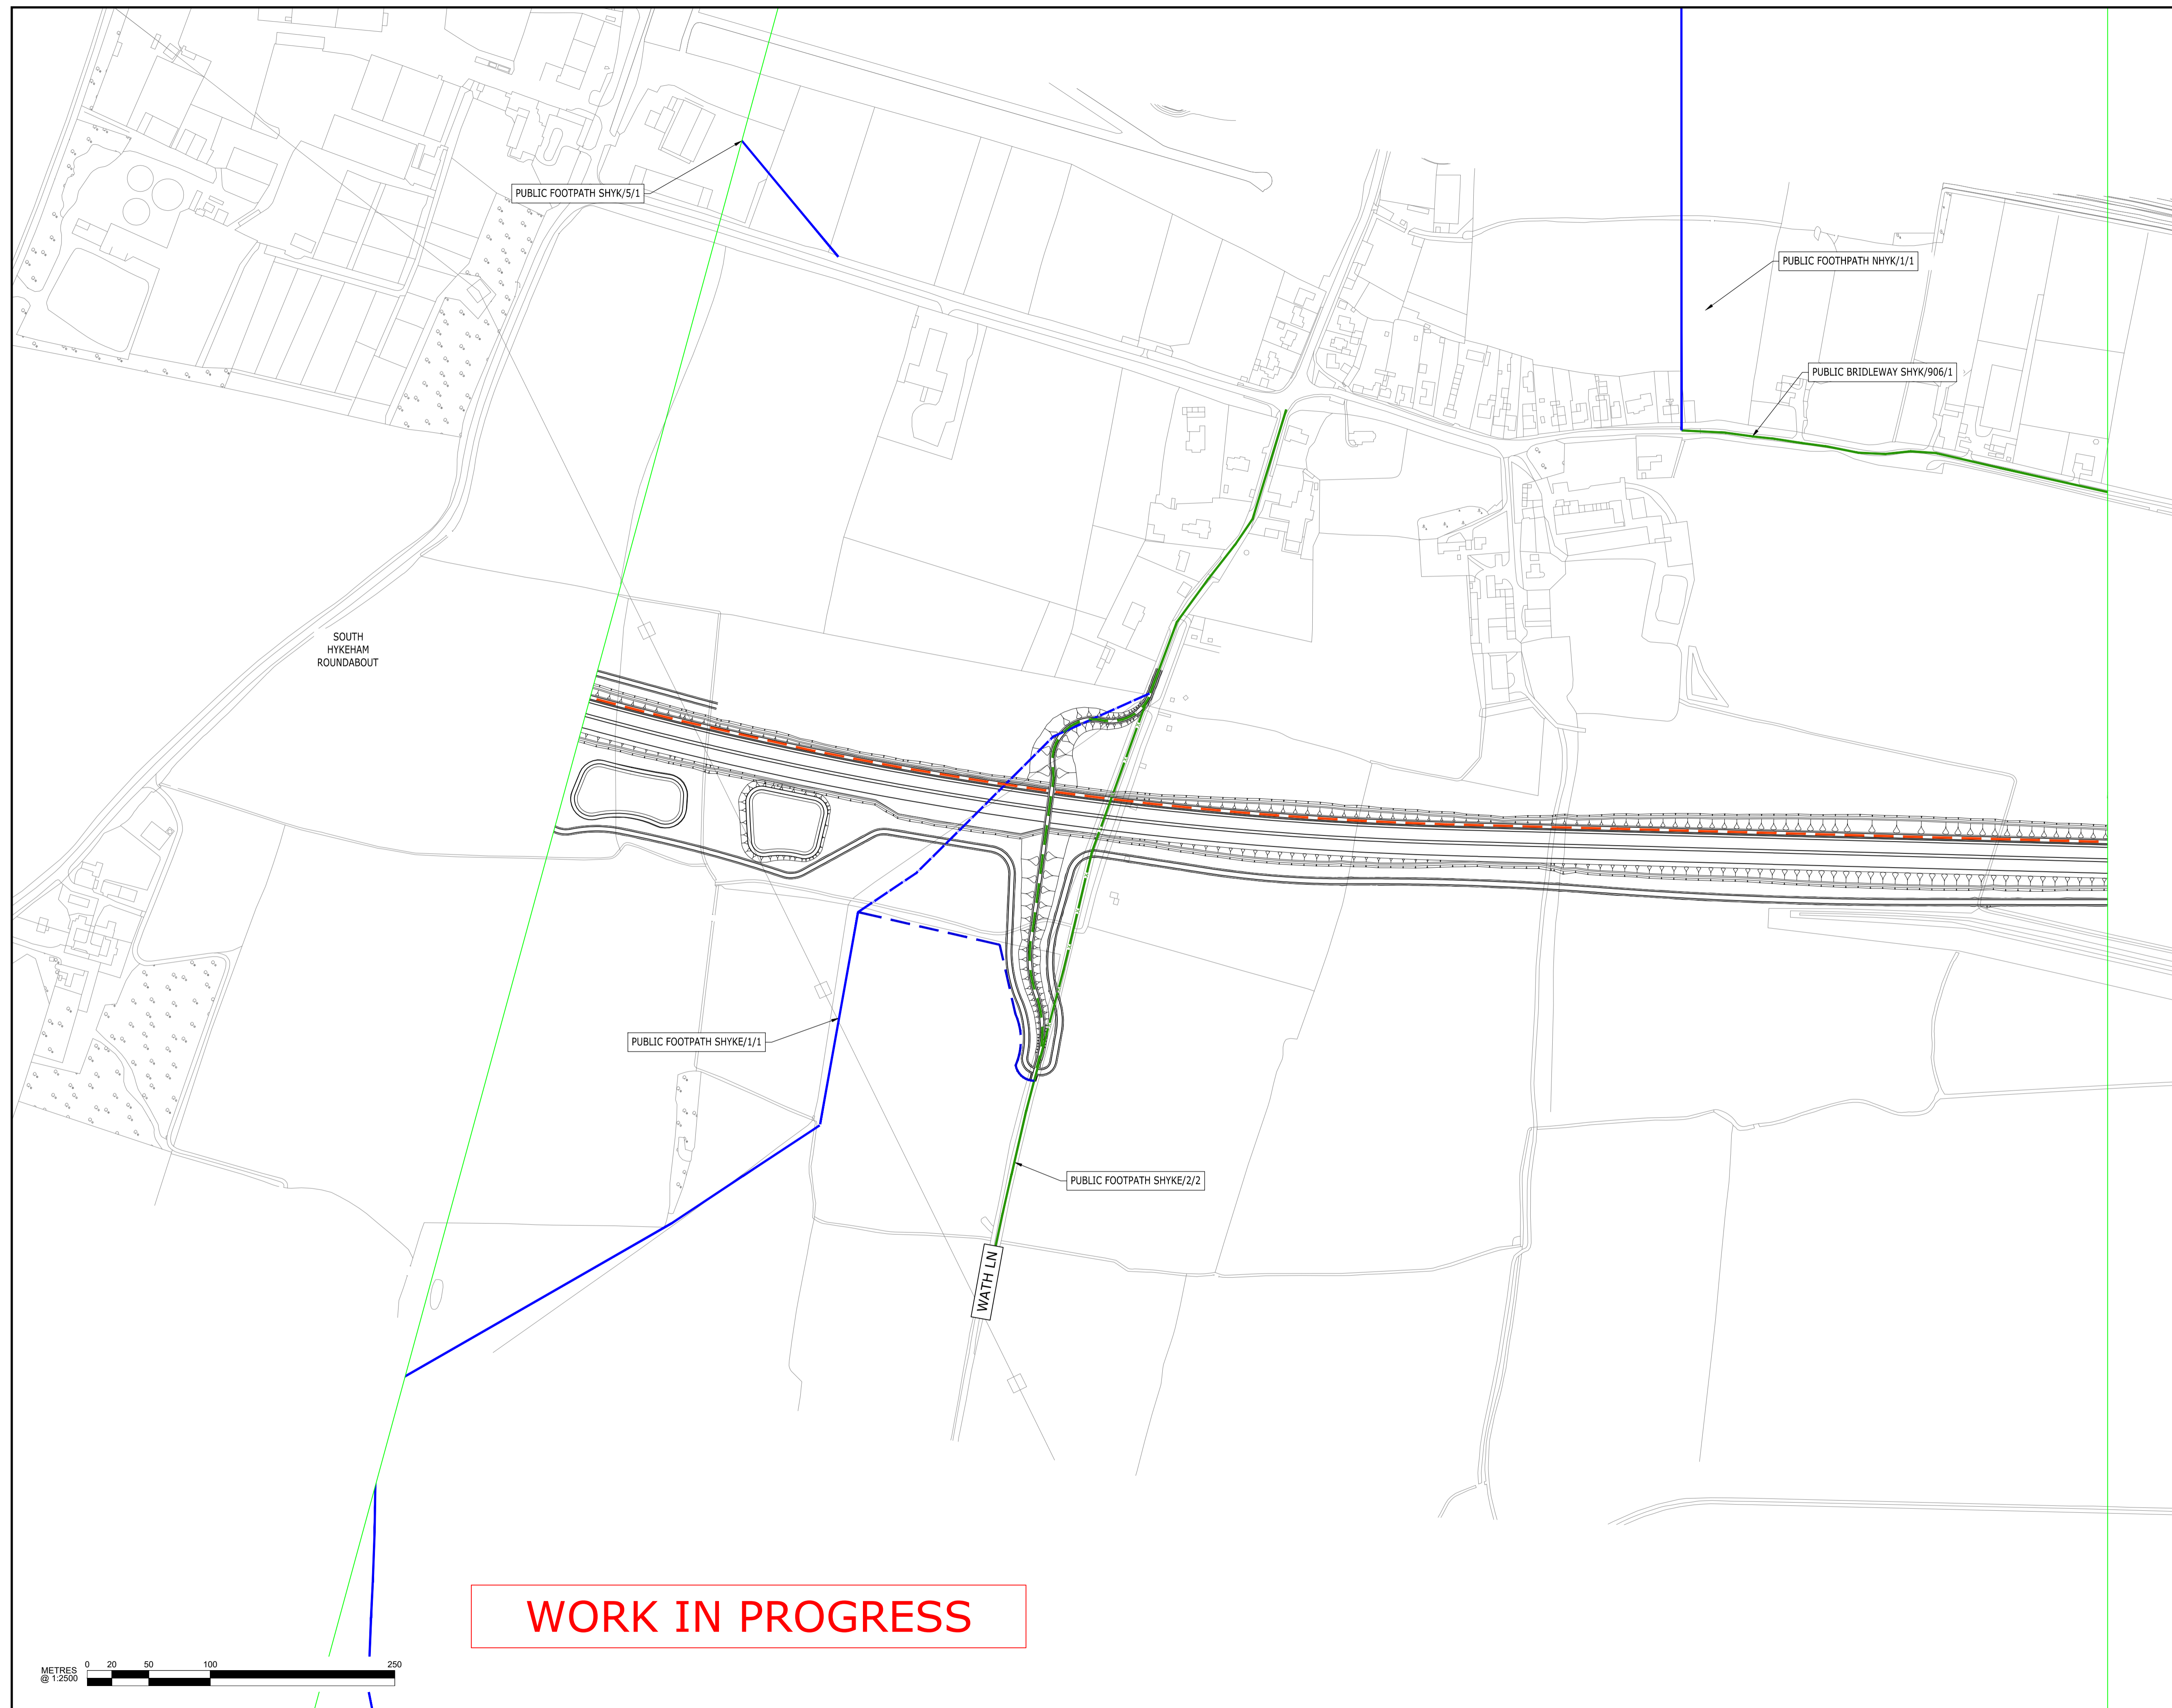 PUBLIC FOOTPATH SHYK/5/1
PUBLIC FOOTHPATH NHYK/1/1
PUBLIC BRIDLEWAY SHYK/906/1
SOUTH
HYKEHAM
ROUNDABOUT
PUBLIC FOOTPATH SHYKE/1/1
PUBLIC FOOTPATH SHYKE/2/2
WATH LN
WORK IN PROGRESS
METRES
@ 1:2500
0 20 50 100 250